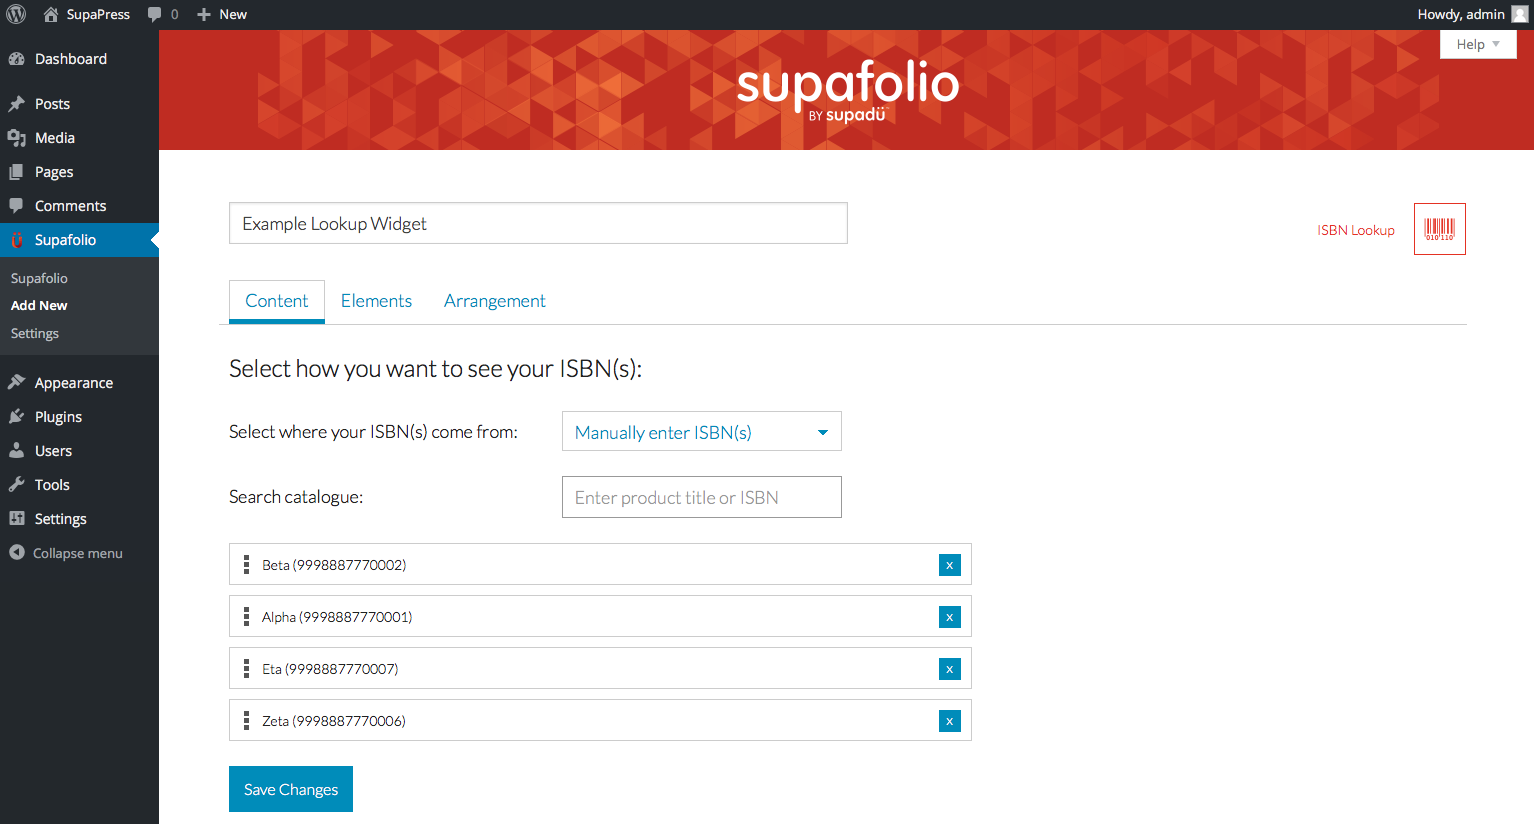 SupaPress 0 New Howdy, admin
Help
supafolio
BY supadü
Dashboard
Posts
Media
Pages
Comments
Supafolio
Supafolio
Add New
Settings
Appearance
Plugins
Users
Tools
Settings
Collapse menu
Example Lookup Widget
ISBN Lookup
010 110
Content Elements Arrangement
Select how you want to see your ISBN(s):
Select where your ISBN(s) come from: Manually enter ISBN(s)
Search catalogue: Enter product title or ISBN
Beta (9998887770002) x
Alpha (9998887770001) x
Eta (9998887770007) x
Zeta (9998887770006) x
Save Changes